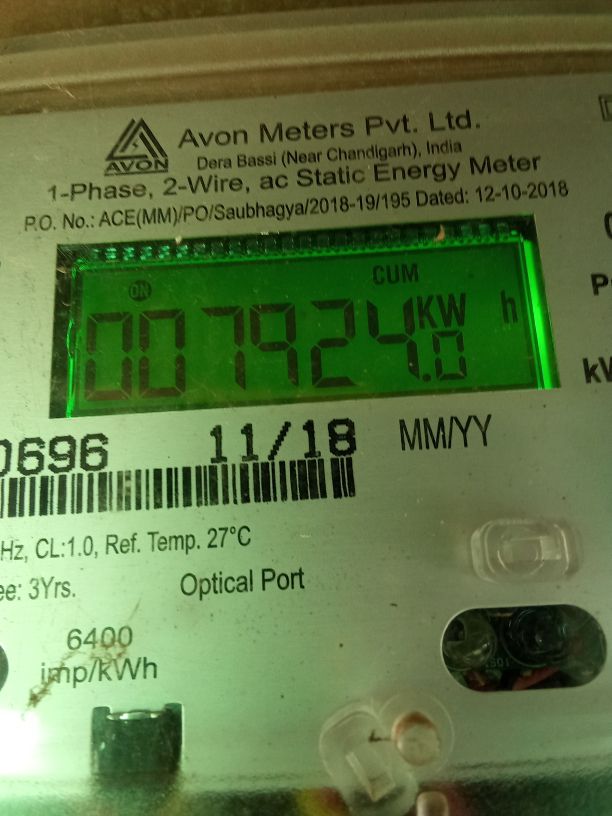 AVON
Avon Meters Pvt. Ltd.
Dera Bassi (Near Chandigarh), India
1-Phase, 2-Wire, ac Static Energy Meter
P.O. No.: ACE(MM)/PO/Saubhagya/2018-19/195 Dated: 12-10-2018
CUM
ON
007924.0 KW h
0696 11/18 MM/YY
Hz, CL:1.0, Ref. Temp. 27°C
ee: 3Yrs. Optical Port
6400
imp/kWh